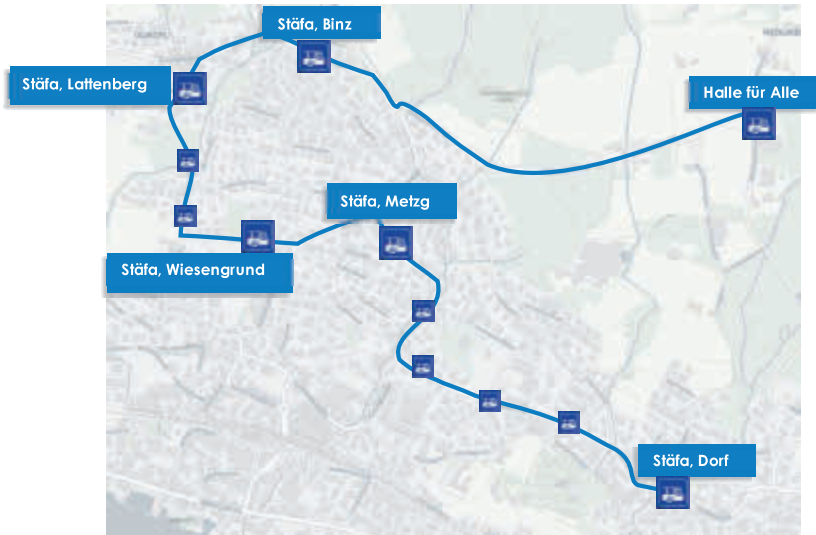 Stäfa, Binz
Stäfa, Lattenberg
Halle für Alle
Stäfa, Metzg
Stäfa, Wiesengrund
Stäfa, Dorf